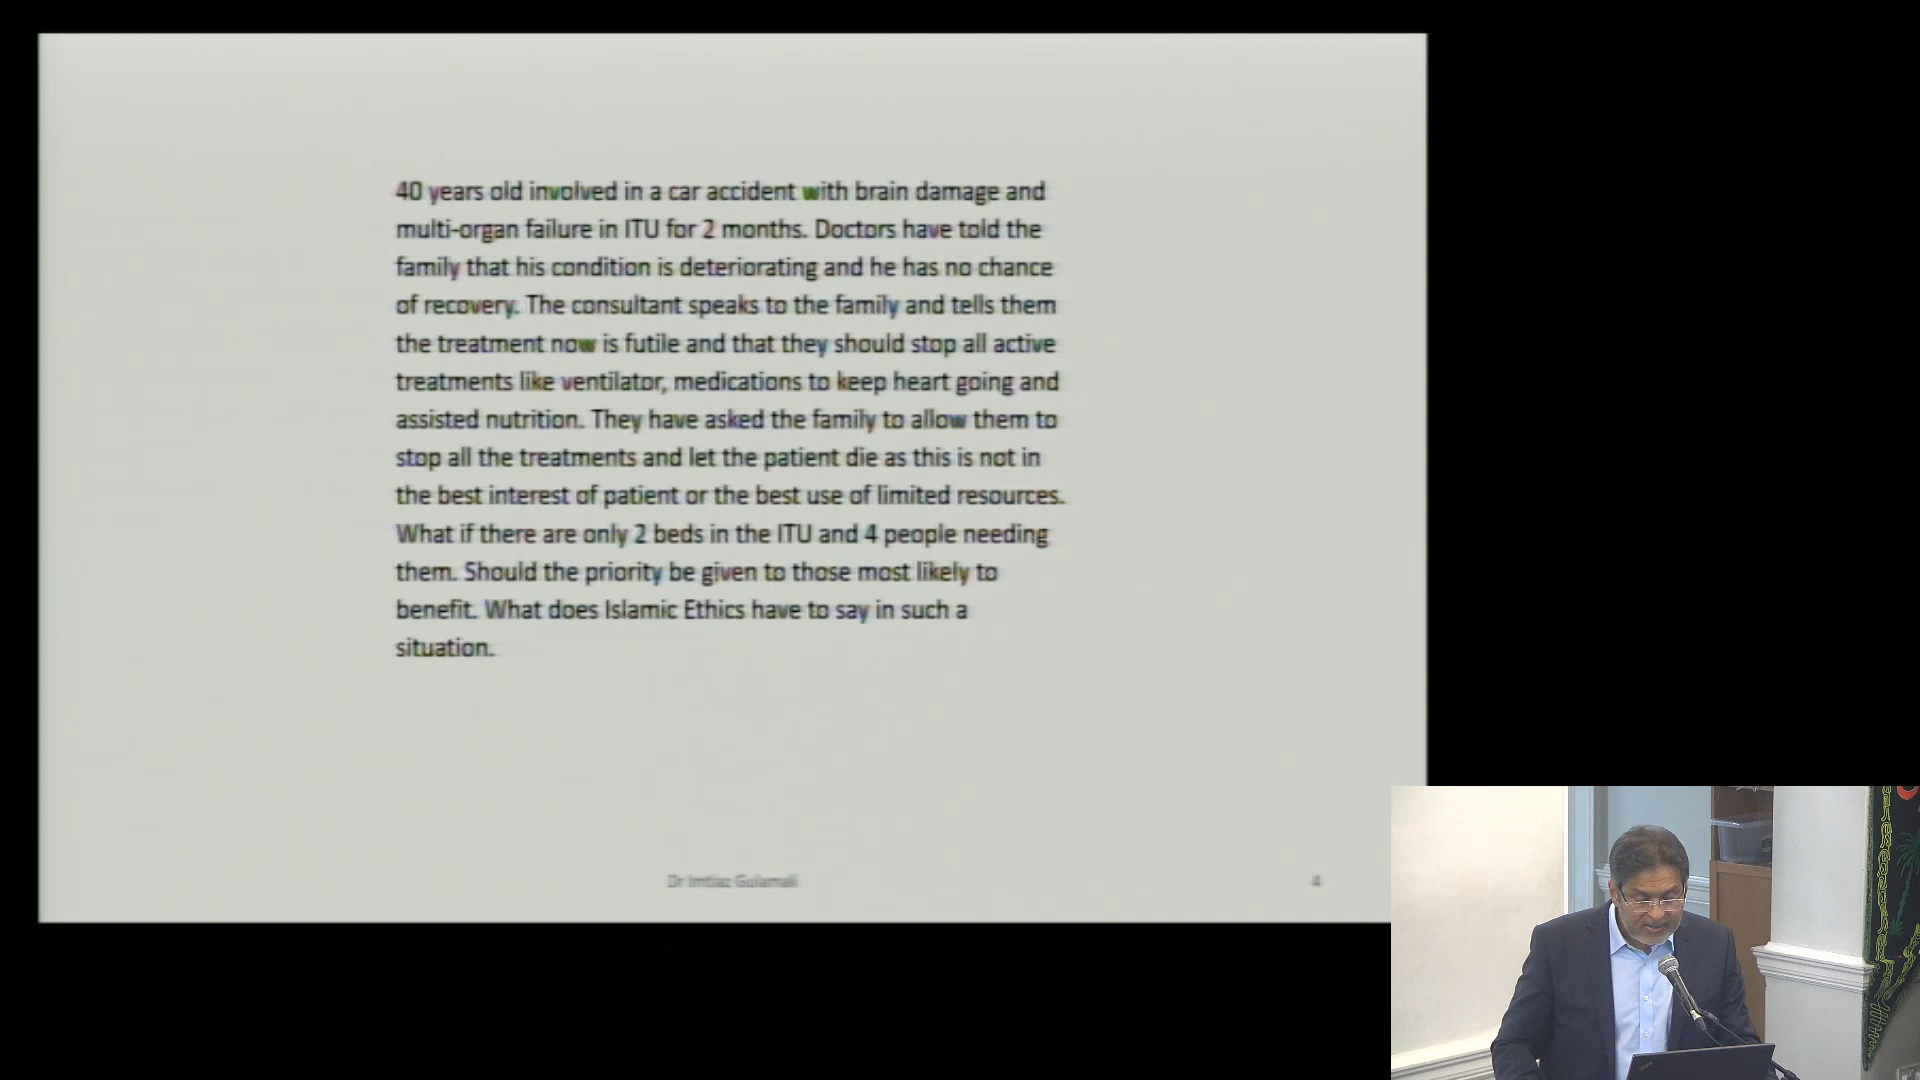 40 years old involved in a car accident with brain damage and
multi-organ failure in ITU for 2 months. Doctors have told the
family that his condition is deteriorating and he has no chance
of recovery. The consultant speaks to the family and tells them
the treatment now is futile and that they should stop all active
treatments like ventilator, medications to keep heart going and
assisted nutrition. They have asked the family to allow them to
stop all the treatments and let the patient die as this is not in
the best interest of patient or the best use of limited resources.
What if there are only 2 beds in the ITU and 4 people needing
them. Should the priority be given to those most likely to
benefit. What does Islamic Ethics have to say in such a
situation.
Dr Imtiaz Gulamali
4